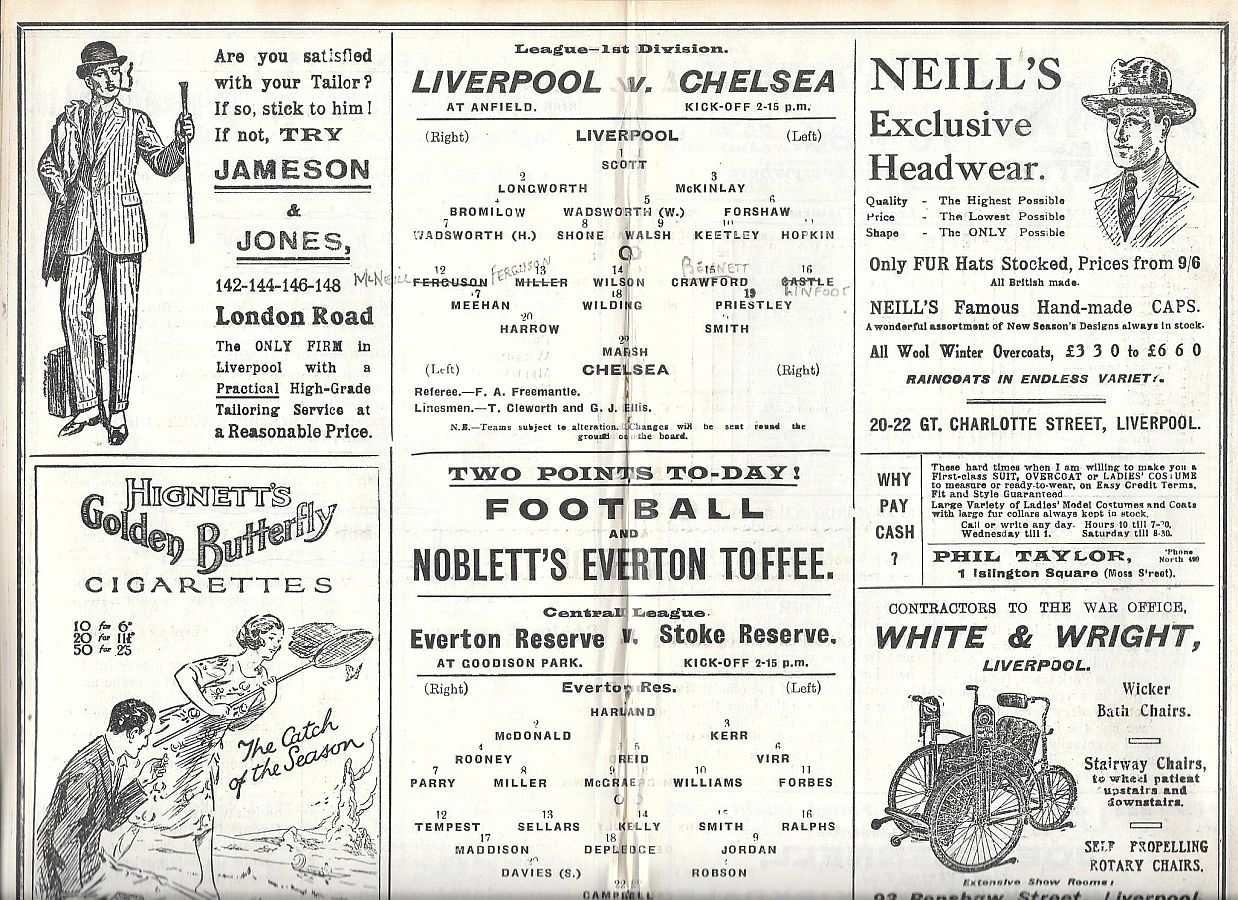 Are you satisfied
with your Tailor?
If so, stick to him!
If not, TRY
JAMESON
&
JONES,
142-144-146-148
London Road
The ONLY FIRM in
Liverpool with a
Practical High-Grade
Tailoring Service at
a Reasonable Price.
HIGNETT'S
Golden Butterfly
CIGARETTES
10 for 6ᴰ
20 for 11½ᴰ
50 for 2/5
The Catch
of the Season
League—1st Division.
LIVERPOOL v. CHELSEA
AT ANFIELD. KICK-OFF 2-15 p.m.
(Right) LIVERPOOL (Left)
1
SCOTT
2 3
LONGWORTH McKINLAY
4 5 6
BROMILOW WADSWORTH (W.) FORSHAW
7 8 9 10 11
WADSWORTH (H.) SHONE WALSH KEETLEY HOPKIN
McNeill FERGUSON BENNETT
12 13 14 15 16
FERGUSON MILLER WILSON CRAWFORD CASTLE
LINFOOT
17 18 19
MEEHAN WILDING PRIESTLEY
20
HARROW SMITH
22
MARSH
(Left) CHELSEA (Right)
Referee.—F. A. Freemantle.
Linesmen.—T. Cleworth and G. J. Ellis.
N.B.—Teams subject to alteration. Changes will be sent round the
ground on the board.
TWO POINTS TO-DAY!
FOOTBALL
AND
NOBLETT'S EVERTON TOFFEE.
Central League.
Everton Reserve v. Stoke Reserve.
AT GOODISON PARK. KICK-OFF 2-15 p.m.
(Right) Everton Res. (Left)
HARLAND
2 3
McDONALD KERR
4 5 6
ROONEY REID VIRR
7 8 9 10 11
PARRY MILLER McGRAE WILLIAMS FORBES
12 13 14 15 16
TEMPEST SELLARS KELLY SMITH RALPHS
17 18 9
MADDISON DEPLEDGE JORDAN
20
DAVIES (S.) ROBSON
22
CAMPBELL
NEILL'S
Exclusive
Headwear.
Quality - The Highest Possible
Price - The Lowest Possible
Shape - The ONLY Possible
Only FUR Hats Stocked, Prices from 9/6
All British made.
NEILL'S Famous Hand-made CAPS.
A wonderful assortment of New Season's Designs always in stock.
All Wool Winter Overcoats, £3 3 0 to £6 6 0
RAINCOATS IN ENDLESS VARIETY.
20-22 GT. CHARLOTTE STREET, LIVERPOOL.
WHY
PAY
CASH
?
These hard times when I am willing to make you a
First-class SUIT, OVERCOAT or LADIES' COSTUME
to measure or ready-to-wear, on Easy Credit Terms,
Fit and Style Guaranteed
Large Variety of Ladies' Model Costumes and Coats
with large fur collars always kept in stock.
Call or write any day. Hours 10 till 7-30.
Wednesday till 1. Saturday till 8-30.
PHIL TAYLOR, 'Phone
North
1 Islington Square (Moss Street).
CONTRACTORS TO THE WAR OFFICE,
WHITE & WRIGHT,
LIVERPOOL.
Wicker
Bath Chairs.
Stairway Chairs,
to wheel patient
upstairs and
downstairs.
SELF PROPELLING
ROTARY CHAIRS.
Extensive Show Rooms:
93 Renshaw Street, Liverpool